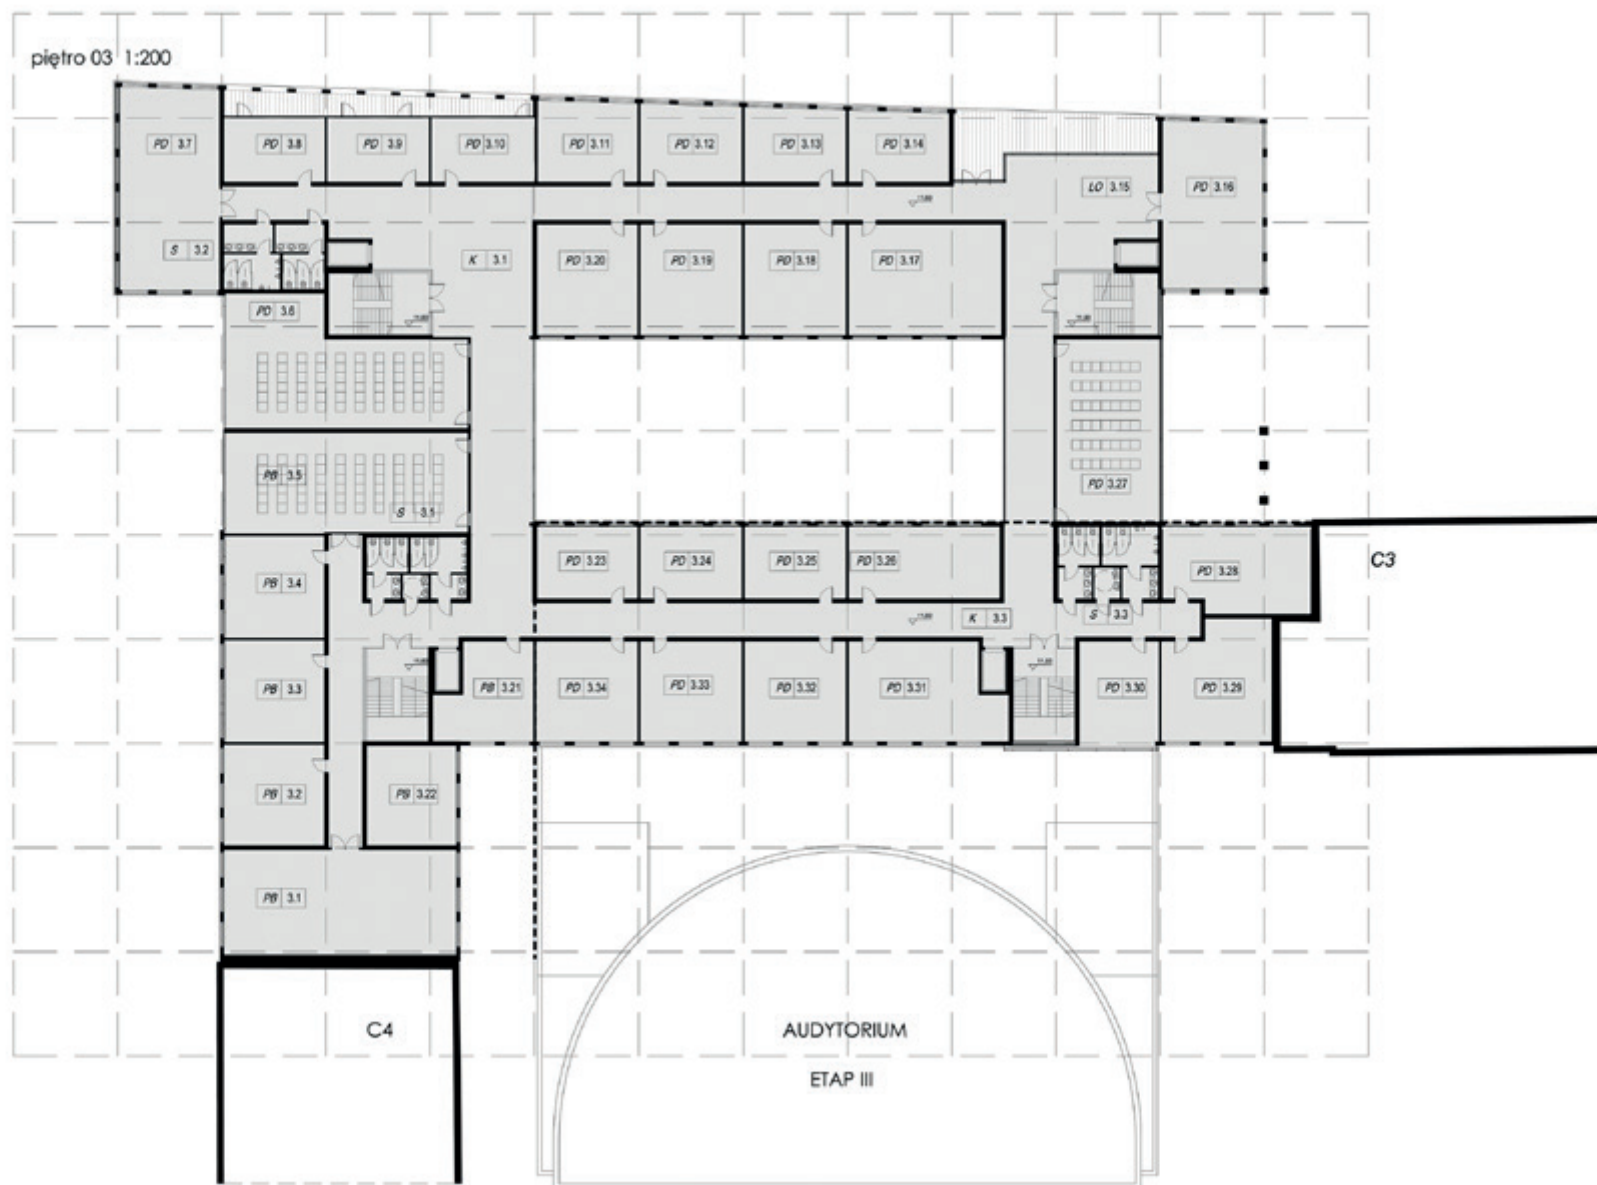 piętro 03 1:200
PD 3.7
PD 3.8
PD 3.9
PD 3.10
PD 3.11
PD 3.12
PD 3.13
PD 3.14
LO 3.15
PD 3.16
S 3.2
K 3.1
PD 3.20
PD 3.19
PD 3.18
PD 3.17
PD 3.6
PB 3.5
S 3.1
PD 3.27
PB 3.4
PD 3.23
PD 3.24
PD 3.25
PD 3.26
PD 3.28
C3
K 3.3
S 3.3
PB 3.3
PB 3.21
PD 3.34
PD 3.33
PD 3.32
PD 3.31
PD 3.30
PD 3.29
PB 3.2
PB 3.22
PB 3.1
C4
AUDYTORIUM
ETAP III